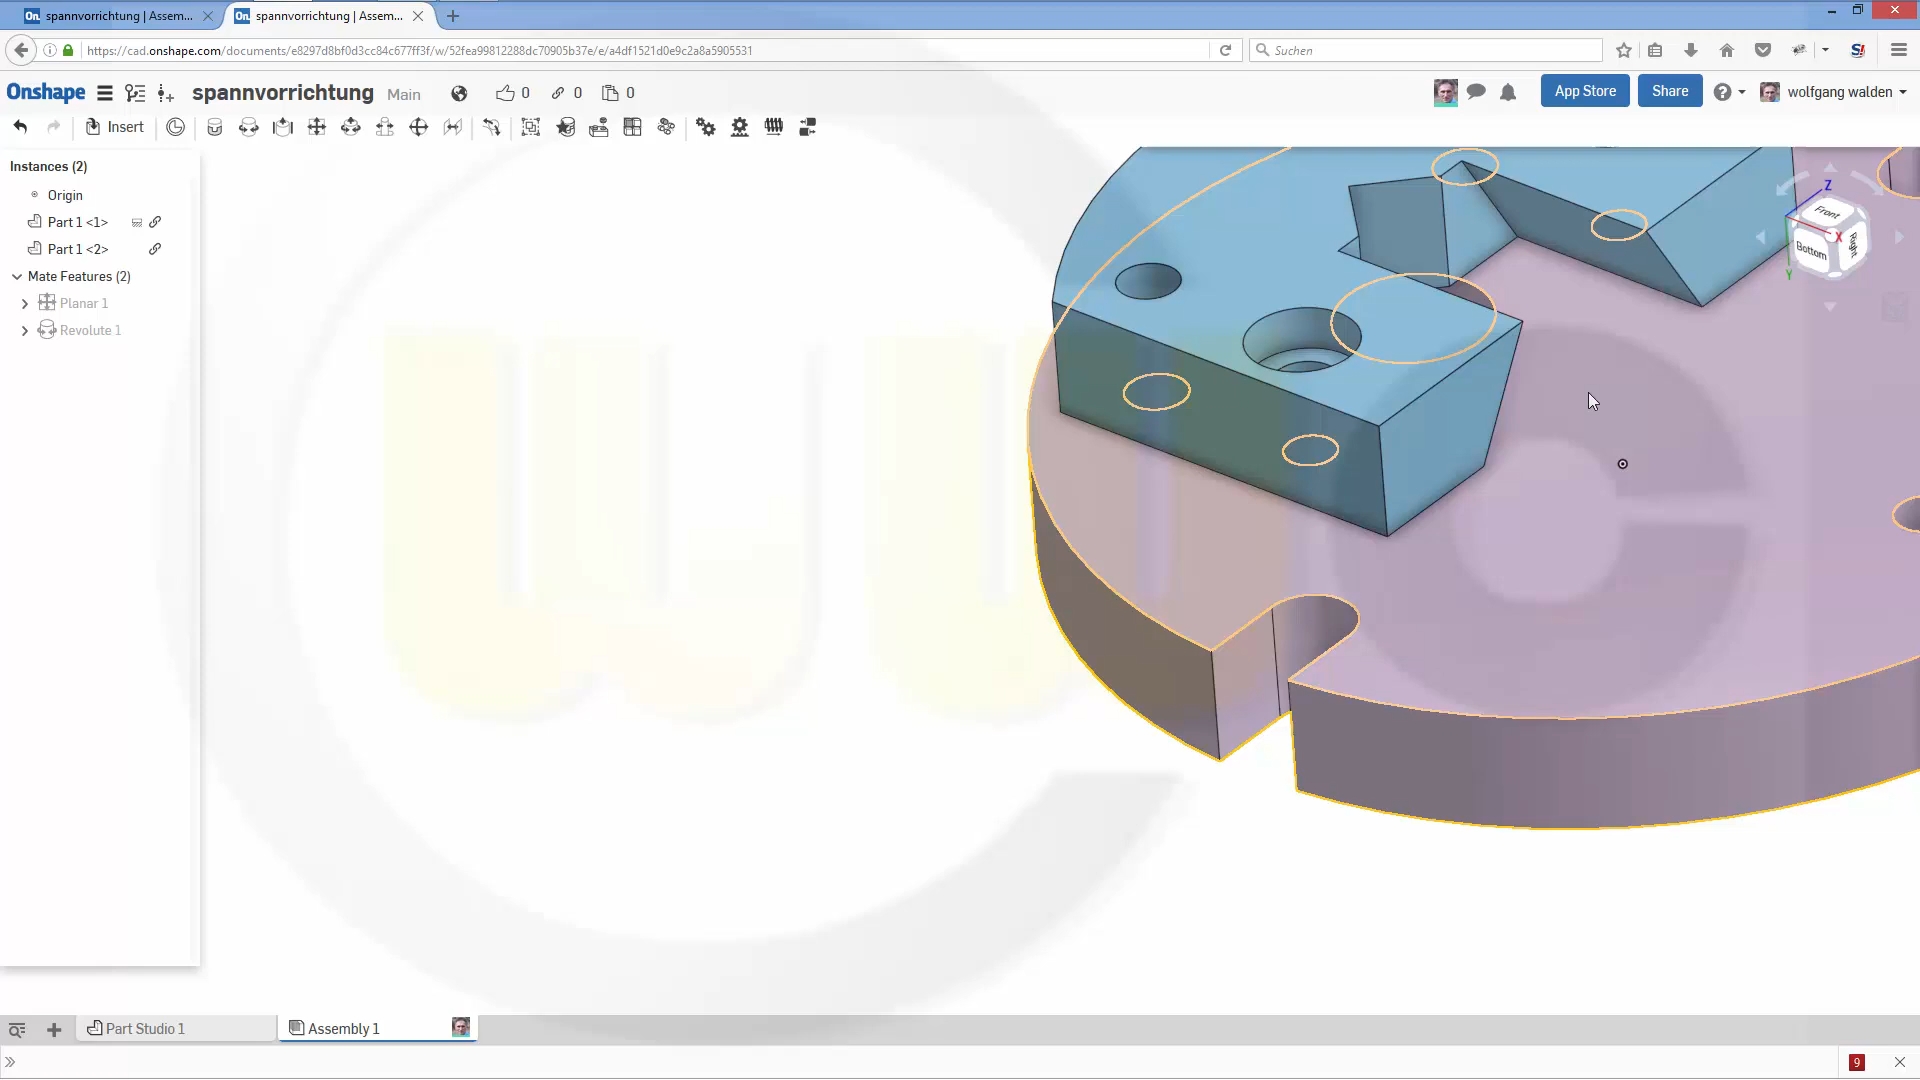 spannvorrichtung | Assem...
spannvorrichtung | Assem...
https://cad.onshape.com/documents/e8297d8bf0d3cc84c677ff3f/w/52fea99812288dc70905b37e/e/a4df1521d0e9c2a8a5905531
Suchen
Onshape
spannvorrichtung
Main
0
0
0
App Store
Share
wolfgang walden
Insert
Instances (2)
Origin
Part 1 <1>
Part 1 <2>
Mate Features (2)
Planar 1
Revolute 1
Z
Front
X
Bottom
Right
Y
Part Studio 1
Assembly 1
9